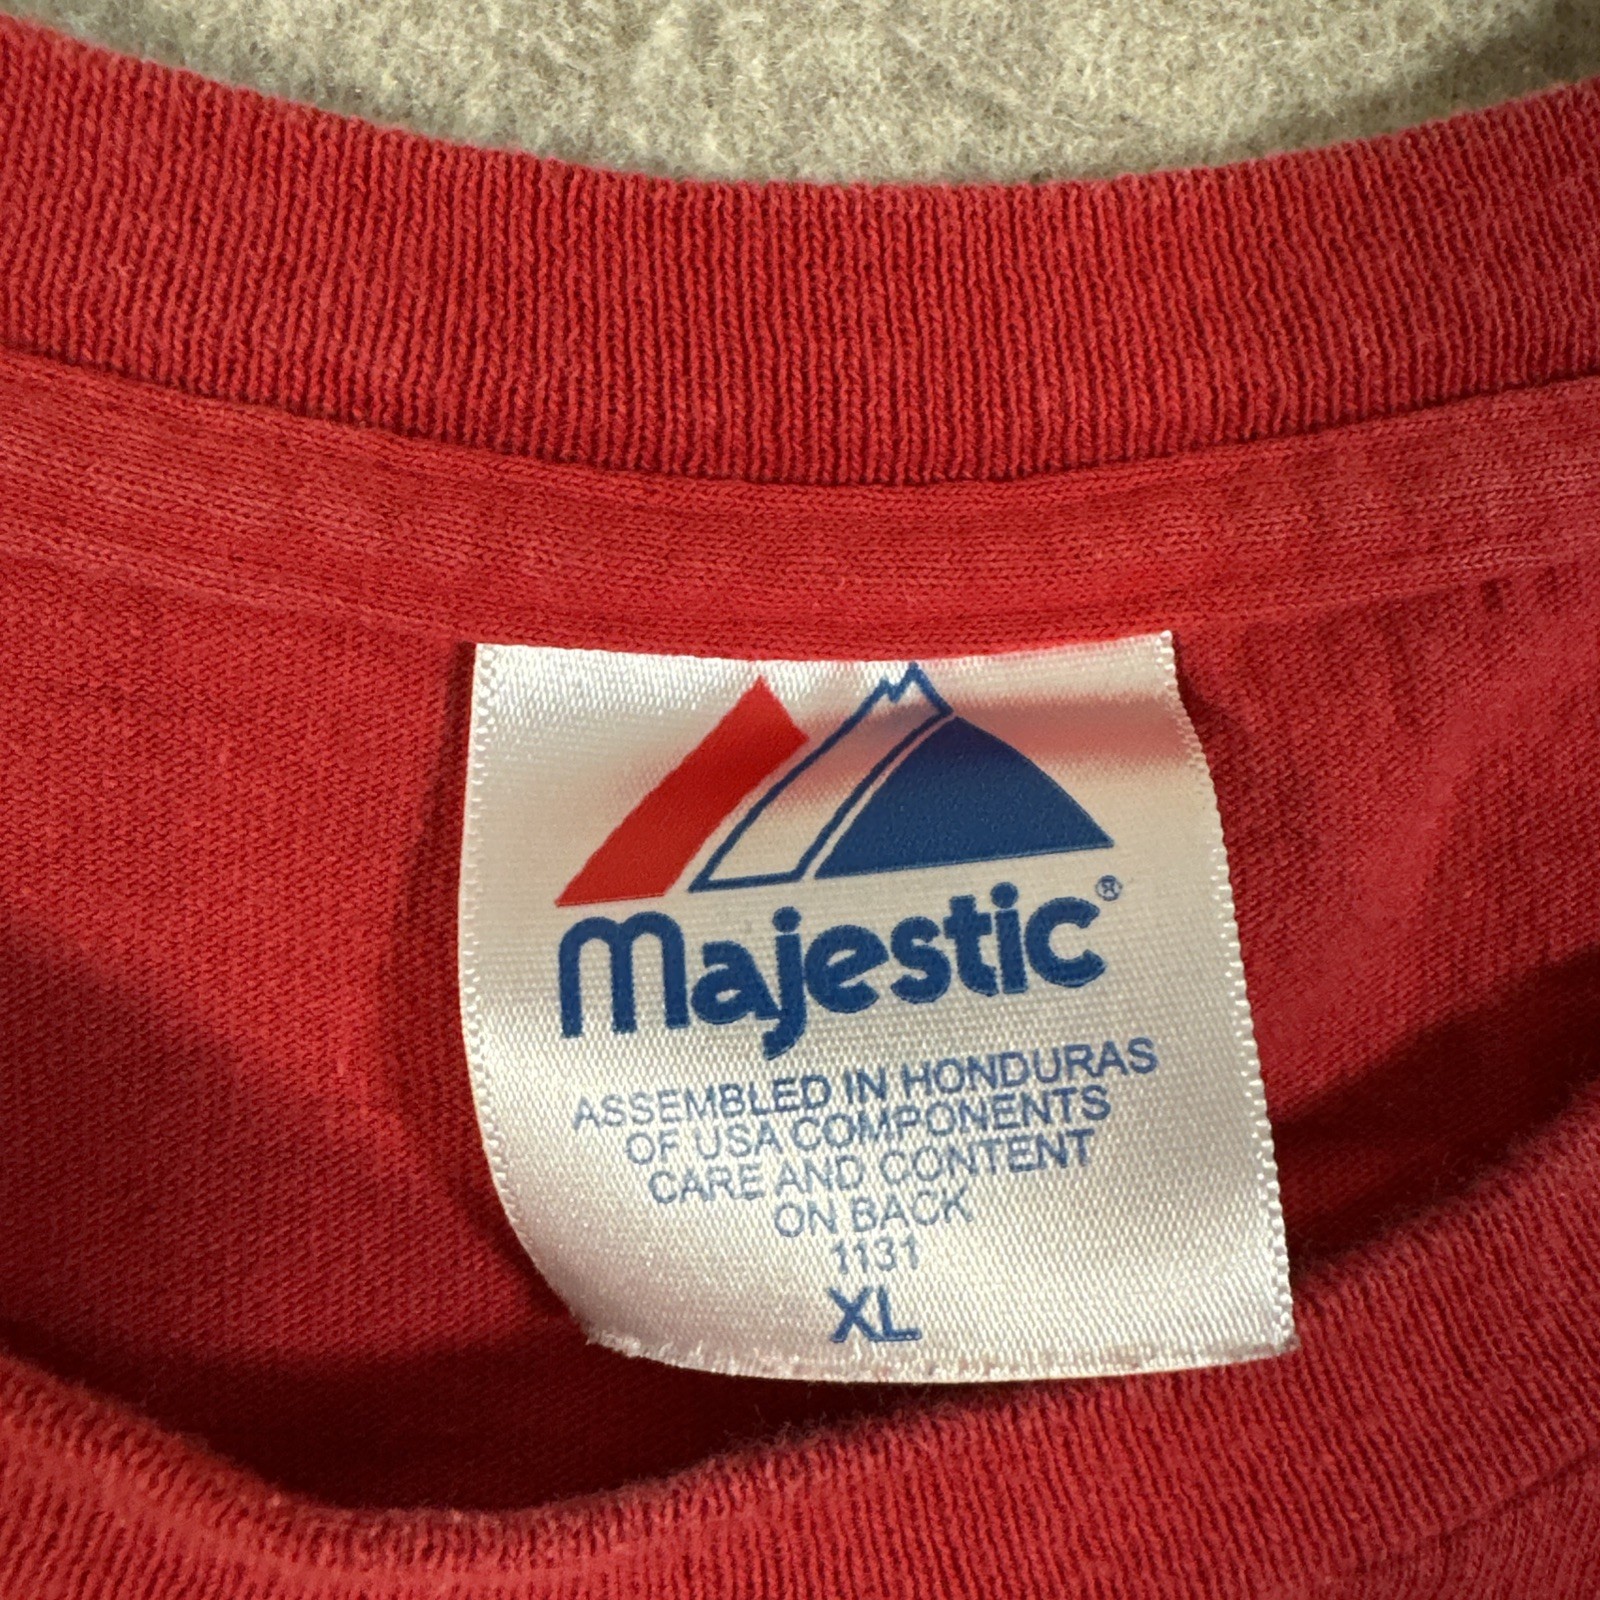 Majestic®
ASSEMBLED IN HONDURAS
OF USA COMPONENTS
CARE AND CONTENT
ON BACK
1131
XL